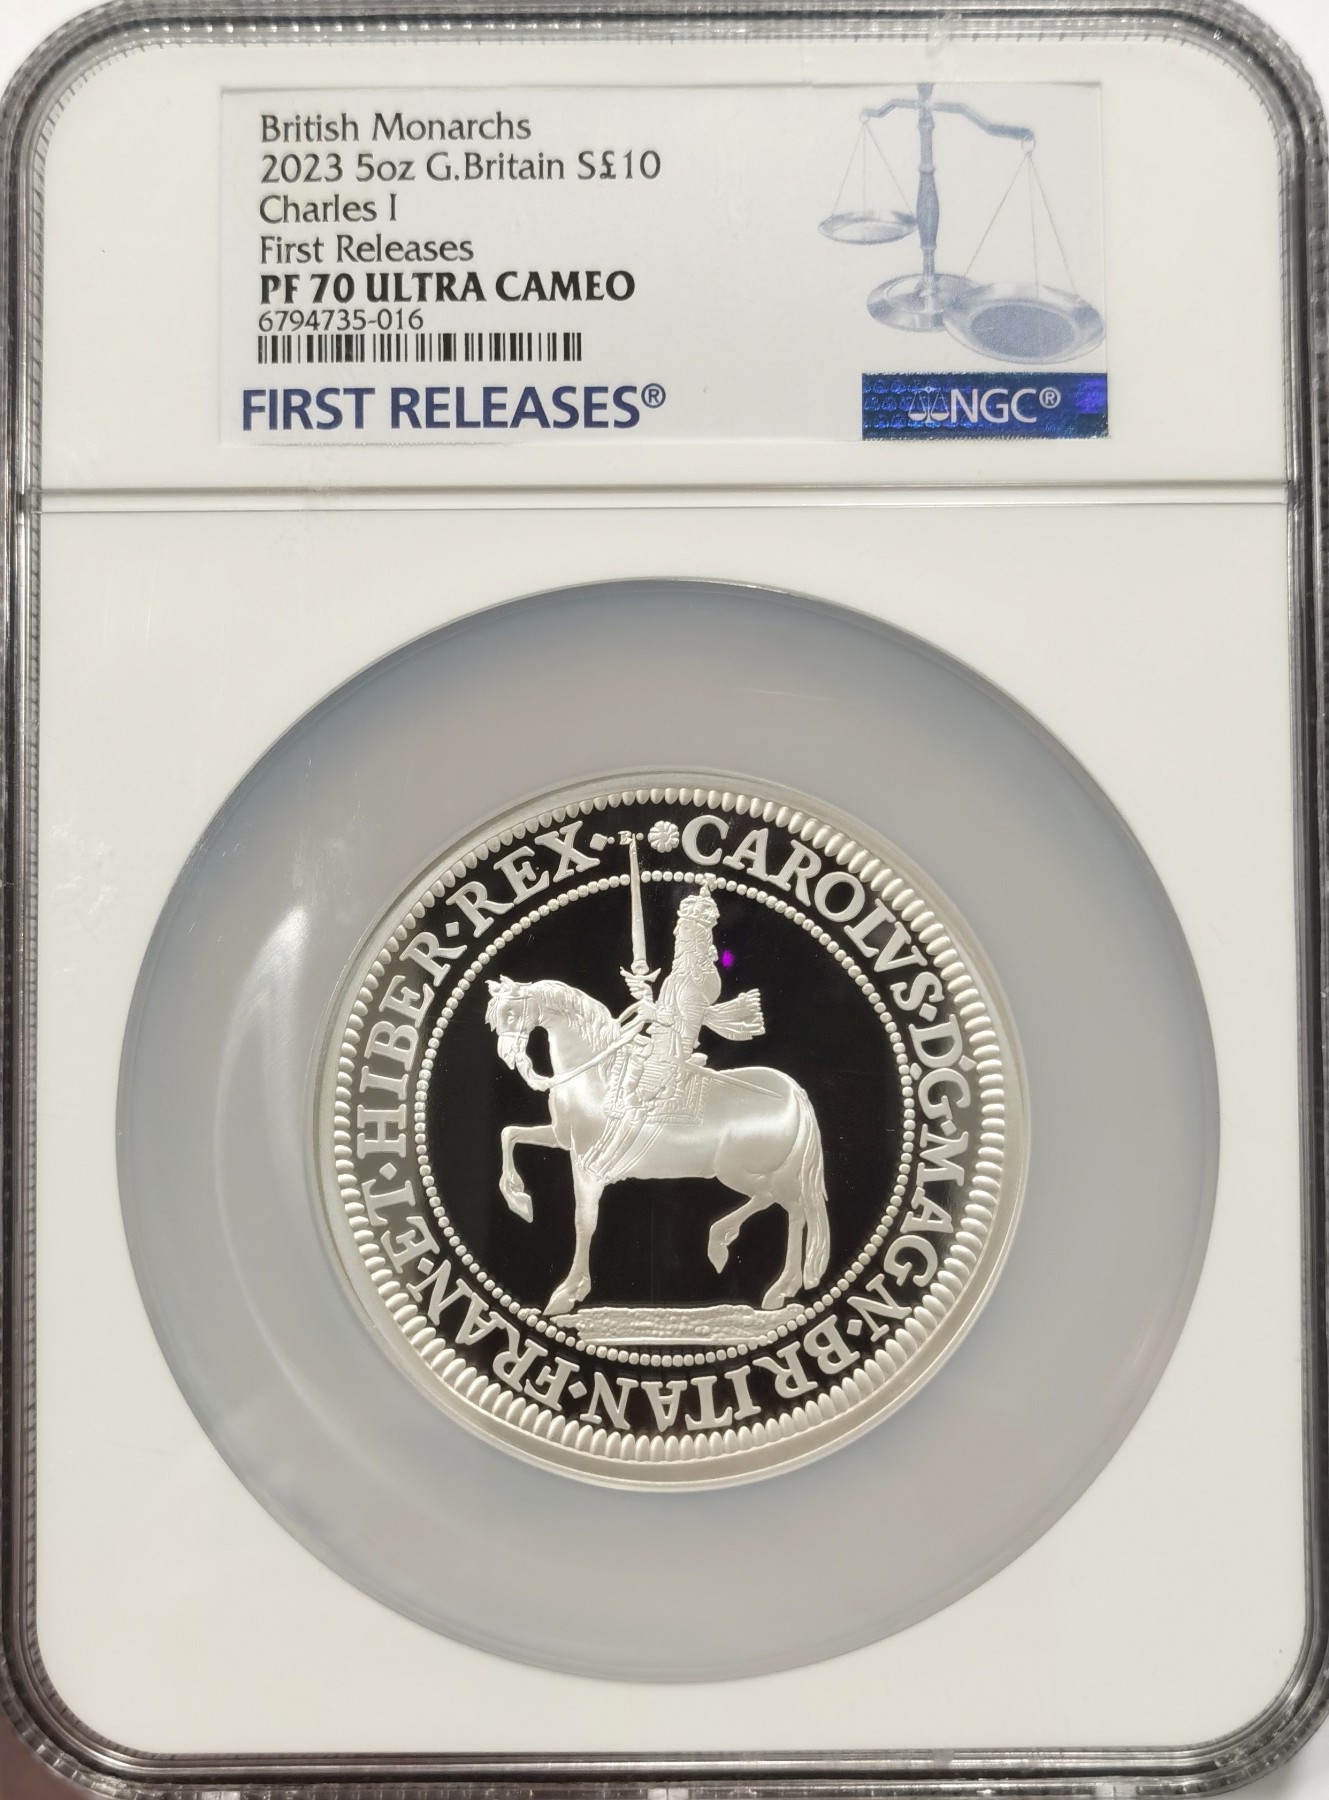 British Monarchs
2023 5oz G.Britain S£10
Charles I
First Releases
PF 70 ULTRA CAMEO
6794735-016
FIRST RELEASES®
NGC®
CAROLVS·D·G·MAGN·BRITAN·FRAN·ET·HIBER·REX·